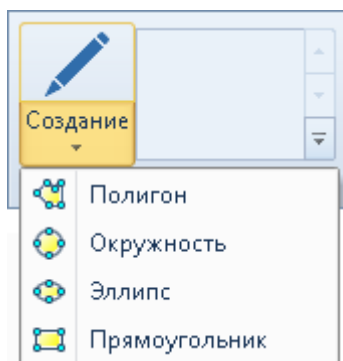 Создание
Полигон
Окружность
Эллипс
Прямоугольник